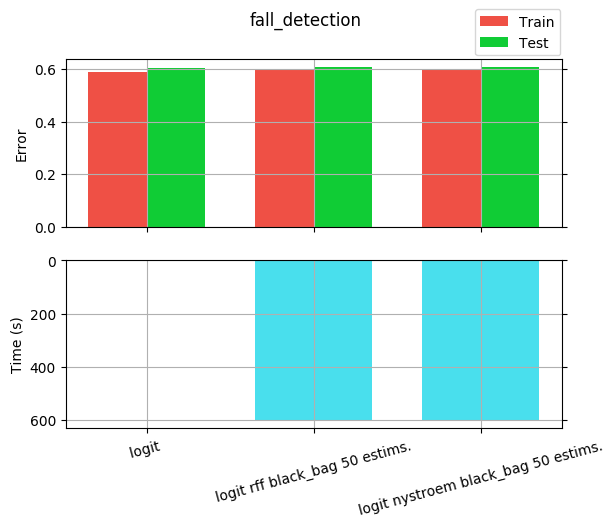 fall_detection
Train
Test
0.6
0.4
0.2
0.0
Error
0
200
400
600
Time (s)
logit
logit rff black_bag 50 estims.
logit nystroem black_bag 50 estims.